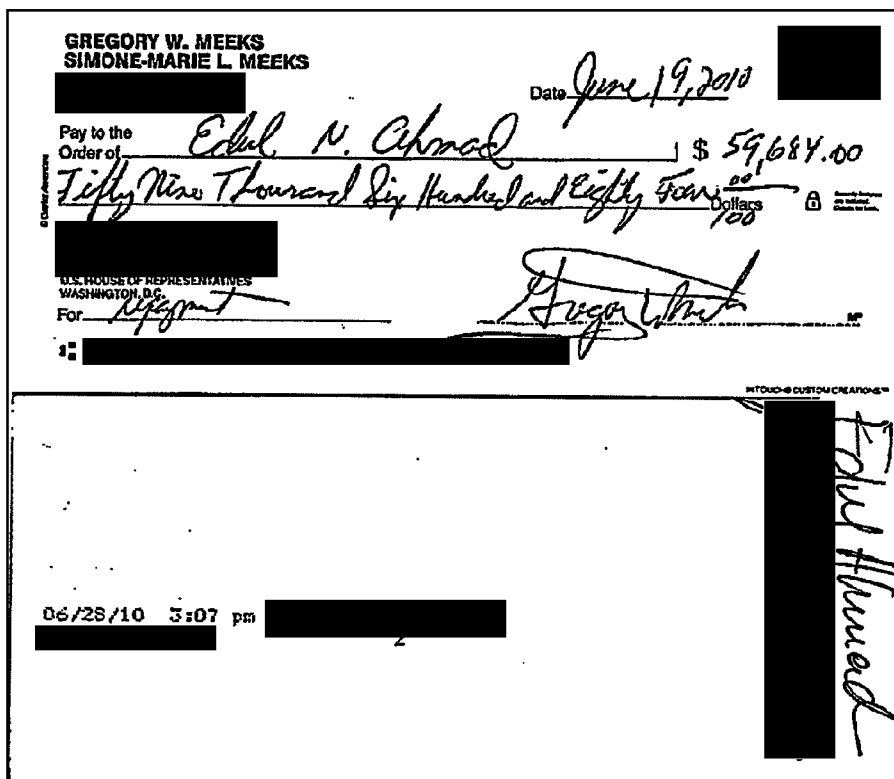 GREGORY W. MEEKS
SIMONE-MARIE L. MEEKS
Date June 19, 2010
Pay to the
Order of Edul N. Ahmad $ 59,684.00
Fifty Nine Thousand Six Hundred and Eighty Four 00/100 Dollars
U.S. HOUSE OF REPRESENTATIVES
WASHINGTON, D.C.
For repayment
MP
INTOUCH® CUSTOM CREATIONS™
Edul Ahmad
06/28/10 3:07 pm